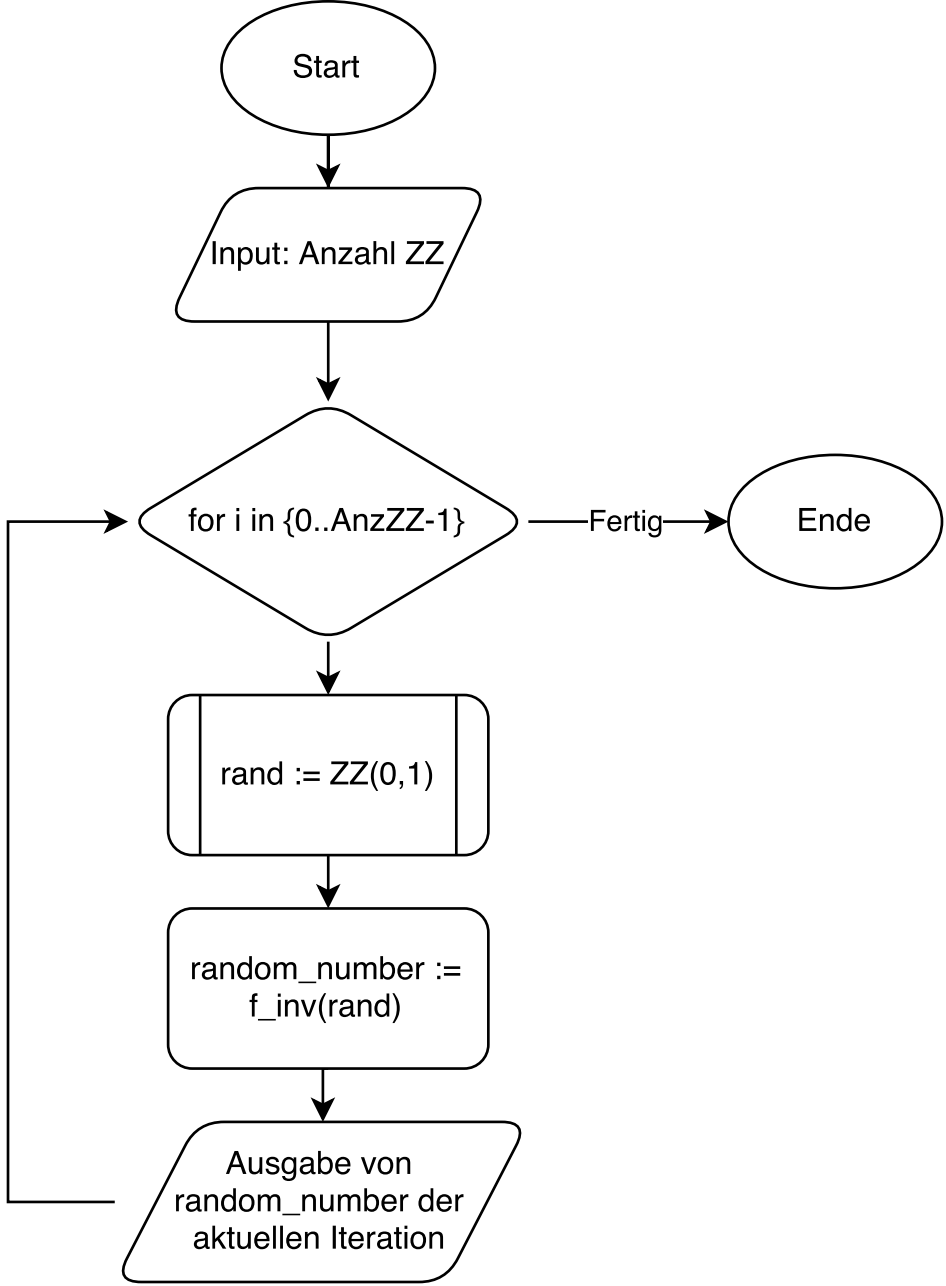 Start
Input: Anzahl ZZ
for i in {0..AnzZZ-1}
Fertig
Ende
rand := ZZ(0,1)
random_number :=
f_inv(rand)
Ausgabe von
random_number der
aktuellen Iteration